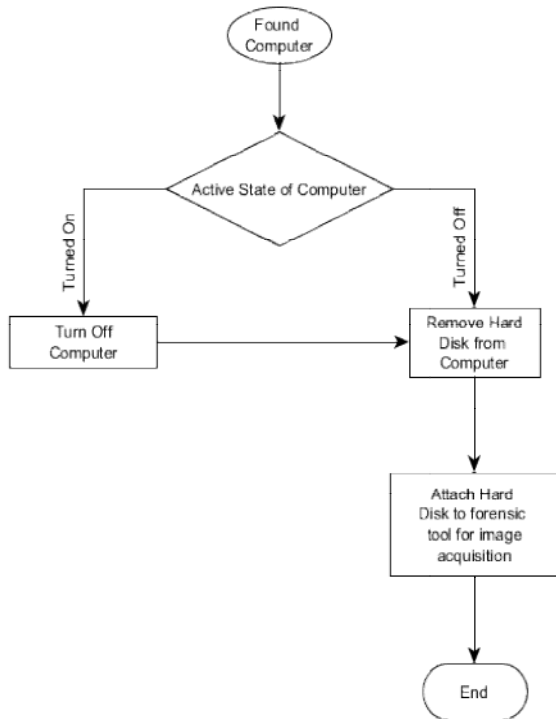 Found
Computer
Active State of Computer
Turned On
Turned Off
Turn Off
Computer
Remove Hard
Disk from
Computer
Attach Hard
Disk to forensic
tool for image
acquisition
End